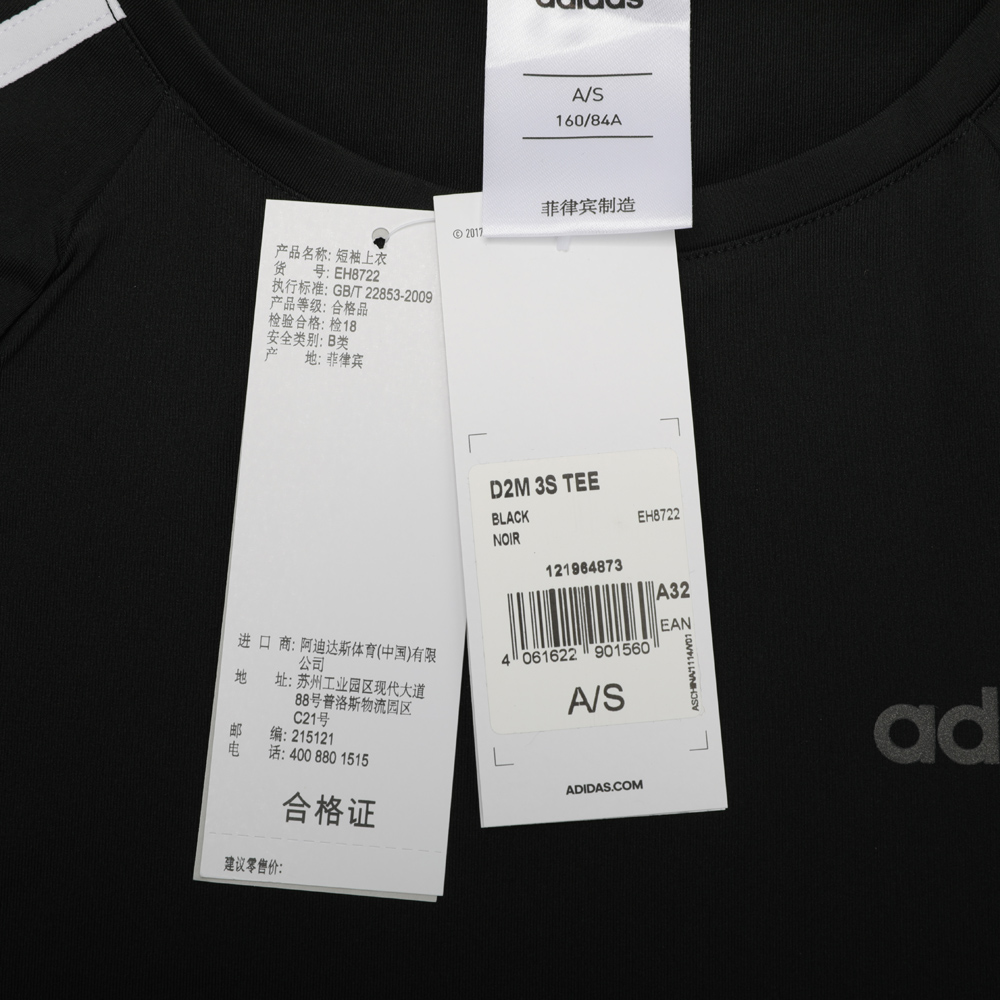 adidas
A/S
160/84A
菲律宾制造
产品名称: 短袖上衣
货 号: EH8722
执行标准: GB/T 22853-2009
产品等级: 合格品
检验合格: 检18
安全类别: B类
产 地: 菲律宾
进 口 商: 阿迪达斯体育(中国)有限
公司
地 址: 苏州工业园区现代大道
88号普洛斯物流园区
C21号
邮 编: 215121
电 话: 400 880 1515
合格证
建议零售价:
© 2017
D2M 3S TEE
BLACK
EH8722
NOIR
121964873
A32
EAN
4 061622 901560
A/S
ADIDAS.COM
ad